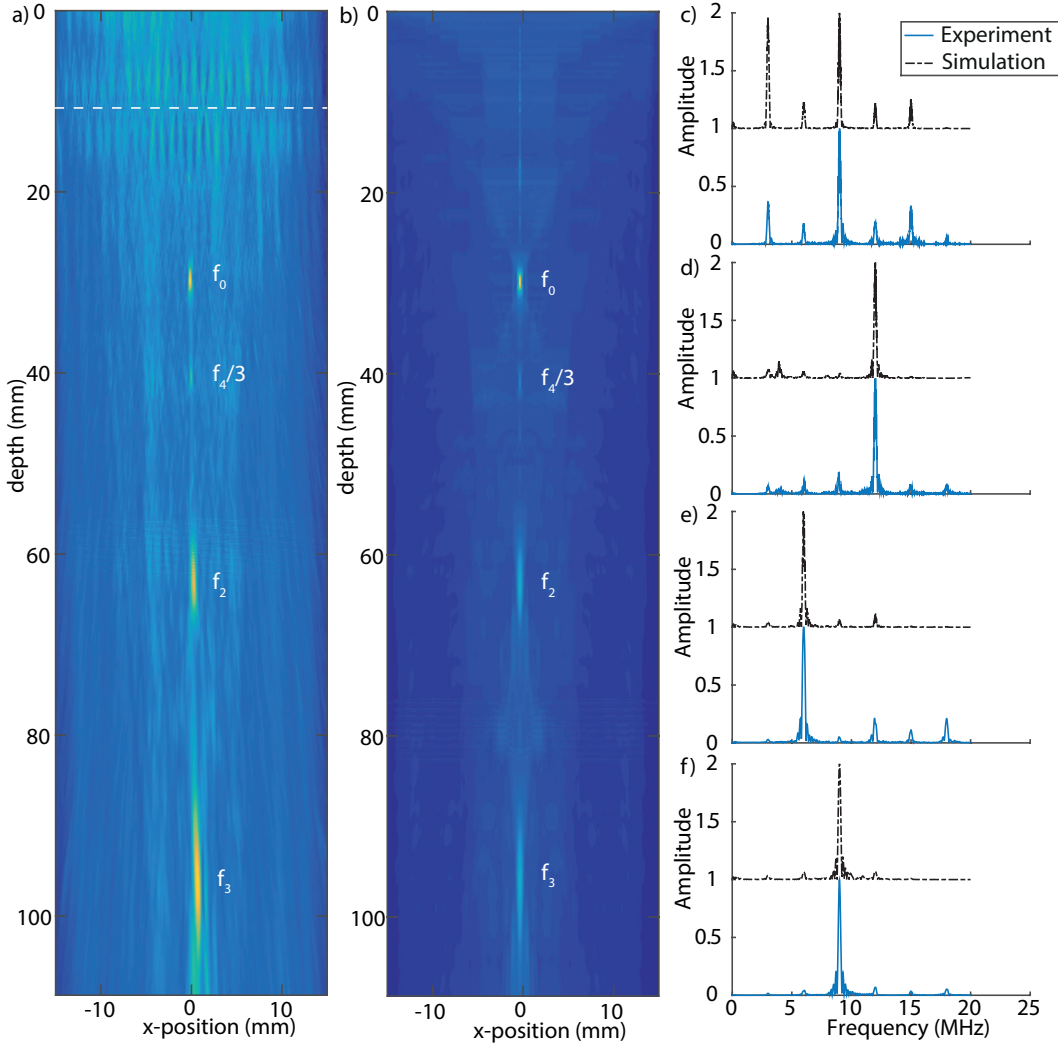 a)
0
20
40
60
80
100
depth (mm)
-10
0
10
x-position (mm)
f0
f4/3
f2
f3
b)
0
20
40
60
80
100
depth (mm)
-10
0
10
x-position (mm)
f0
f4/3
f2
f3
c)
2
1.5
1
0.5
0
Amplitude
Experiment
Simulation
d)
2
1.5
1
0.5
0
Amplitude
e)
2
1.5
1
0.5
0
Amplitude
f)
2
1.5
1
0.5
0
Amplitude
0 5 10 15 20 25
Frequency (MHz)